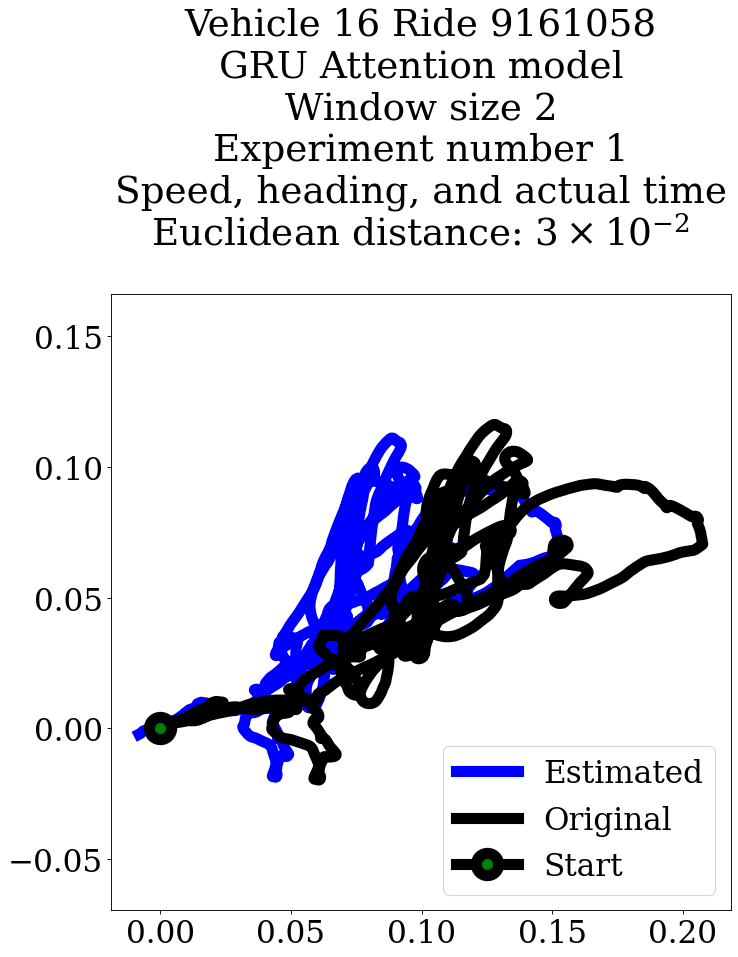 Vehicle 16 Ride 9161058
GRU Attention model
Window size 2
Experiment number 1
Speed, heading, and actual time
Euclidean distance: 3 × 10⁻²
0.15
0.10
0.05
0.00
−0.05
Estimated
Original
Start
0.00 0.05 0.10 0.15 0.20